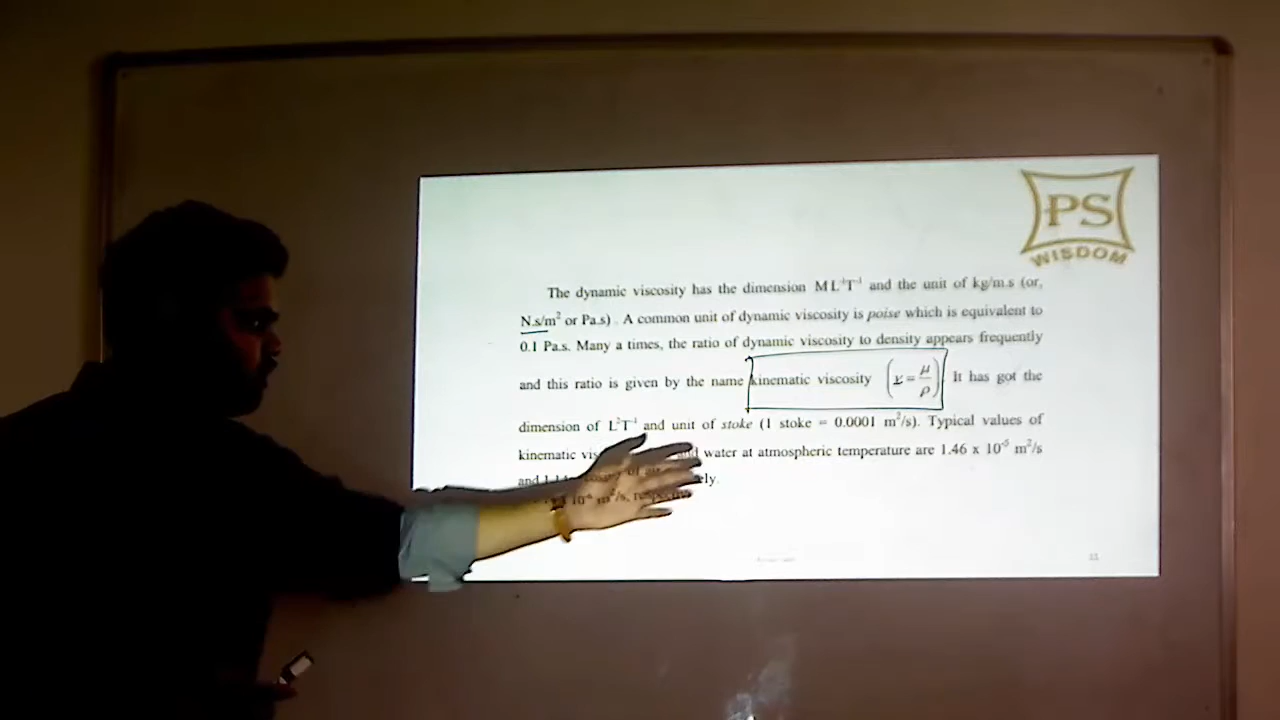 PS
WISDOM
The dynamic viscosity has the dimension M L⁻¹T⁻¹ and the unit of kg/m.s (or,
N.s/m² or Pa.s) . A common unit of dynamic viscosity is poise which is equivalent to
0.1 Pa.s. Many a times, the ratio of dynamic viscosity to density appears frequently
and this ratio is given by the name kinematic viscosity (ν = μ/ρ) It has got the
dimension of L²T⁻¹ and unit of stoke (1 stoke = 0.0001 m²/s). Typical values of
kinematic water at atmospheric temperature are 1.46 x 10⁻⁵ m²/s
and